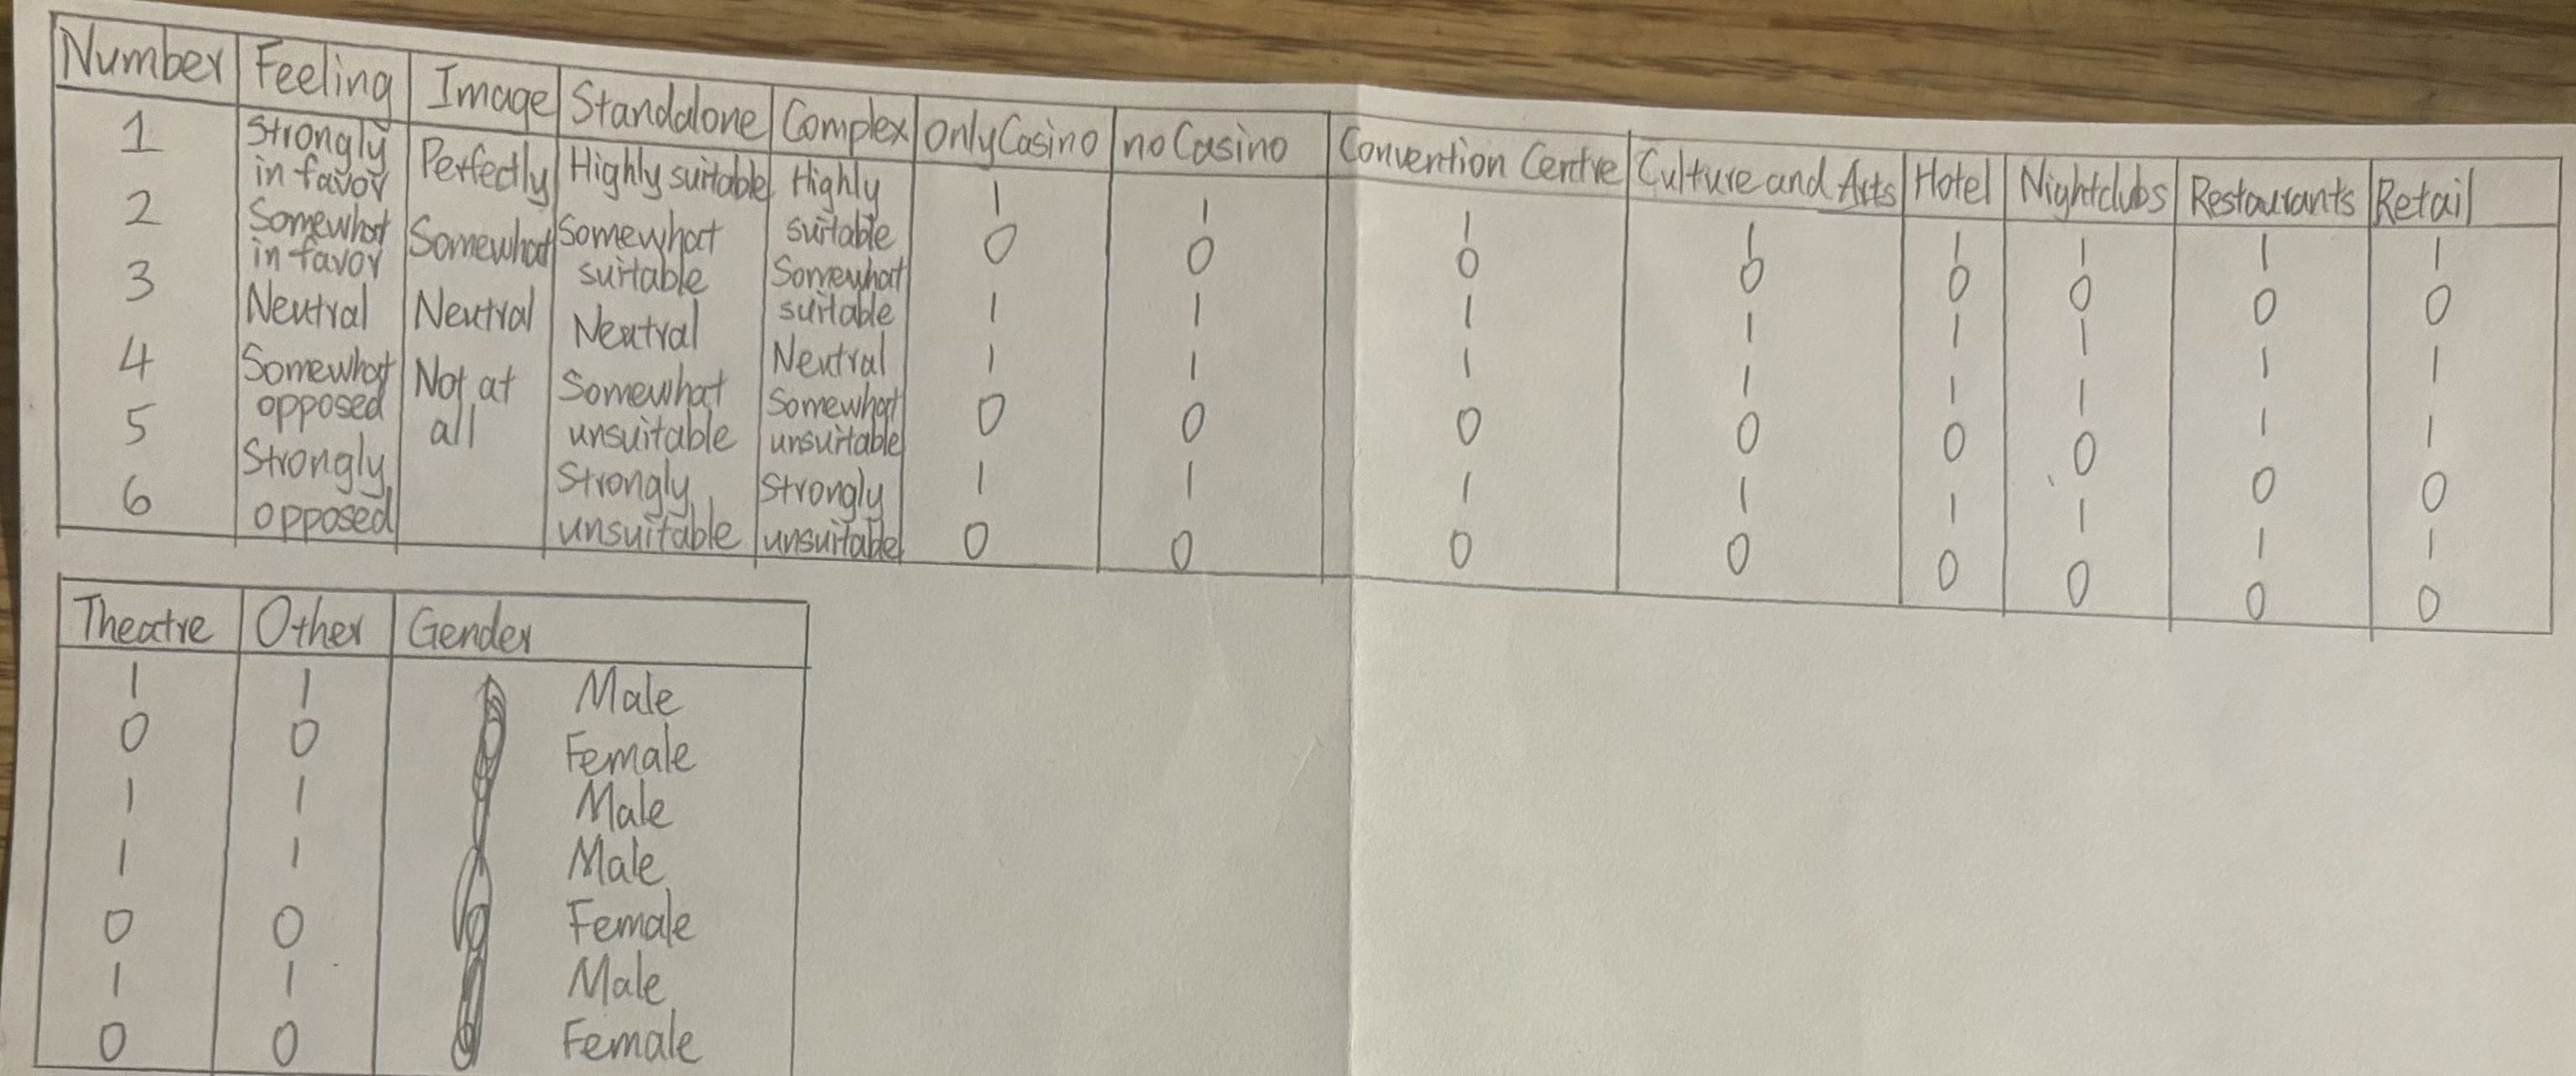 Number Feeling Image Standalone Complex OnlyCasino noCasino Convention Centre Culture and Arts Hotel Nightclubs Restaurants Retail
1 Strongly Perfectly Highly suitable Highly 1 1 1 1 1 1 1 1
in favor suitable
2 Somewhat Somewhat Somewhat Somewhat 0 0 0 0 0 0 0 0
in favor suitable suitable
3 Neutral Neutral Neutral Neutral 1 1 1 1 1 1 1 1
4 Somewhat Not at Somewhat Somewhat 1 1 1 1 1 1 1 1
opposed all unsuitable unsuitable
5 Strongly Strongly Strongly 0 0 0 0 0 0 0 0
opposed unsuitable unsuitable
6 1 1 1 1 1 1 1 1
0 0 0 0 0 0 0 0
Theatre Other Gender
1 1 Male
0 0 Female
1 1 Male
1 1 Male
0 0 Female
1 1 Male
0 0 Female